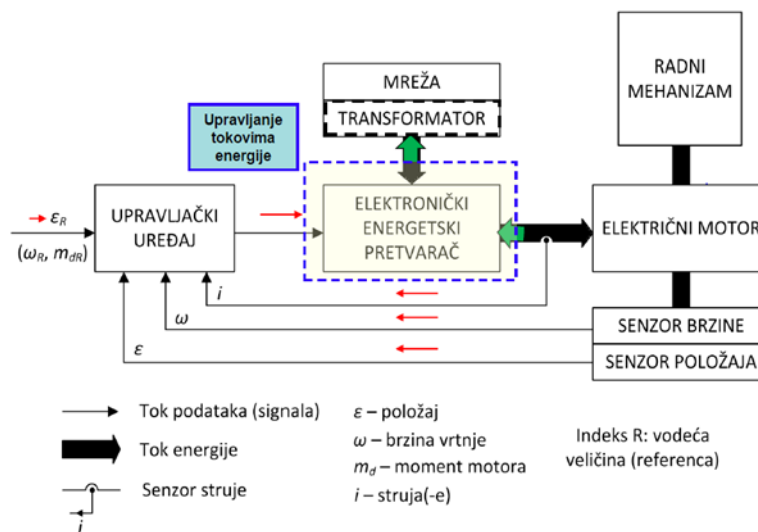 RADNI
MEHANIZAM
MREŽA
TRANSFORMATOR
Upravljanje
tokovima
energije
εR
(ωR, mdR)
UPRAVLJAČKI
UREĐAJ
ELEKTRONIČKI
ENERGETSKI
PRETVARAČ
ELEKTRIČNI MOTOR
i
ω
ε
SENZOR BRZINE
SENZOR POLOŽAJA
Tok podataka (signala)
Tok energije
Senzor struje
i
ε – položaj
ω – brzina vrtnje
md – moment motora
i – struja(-e)
Indeks R: vodeća
veličina (referenca)